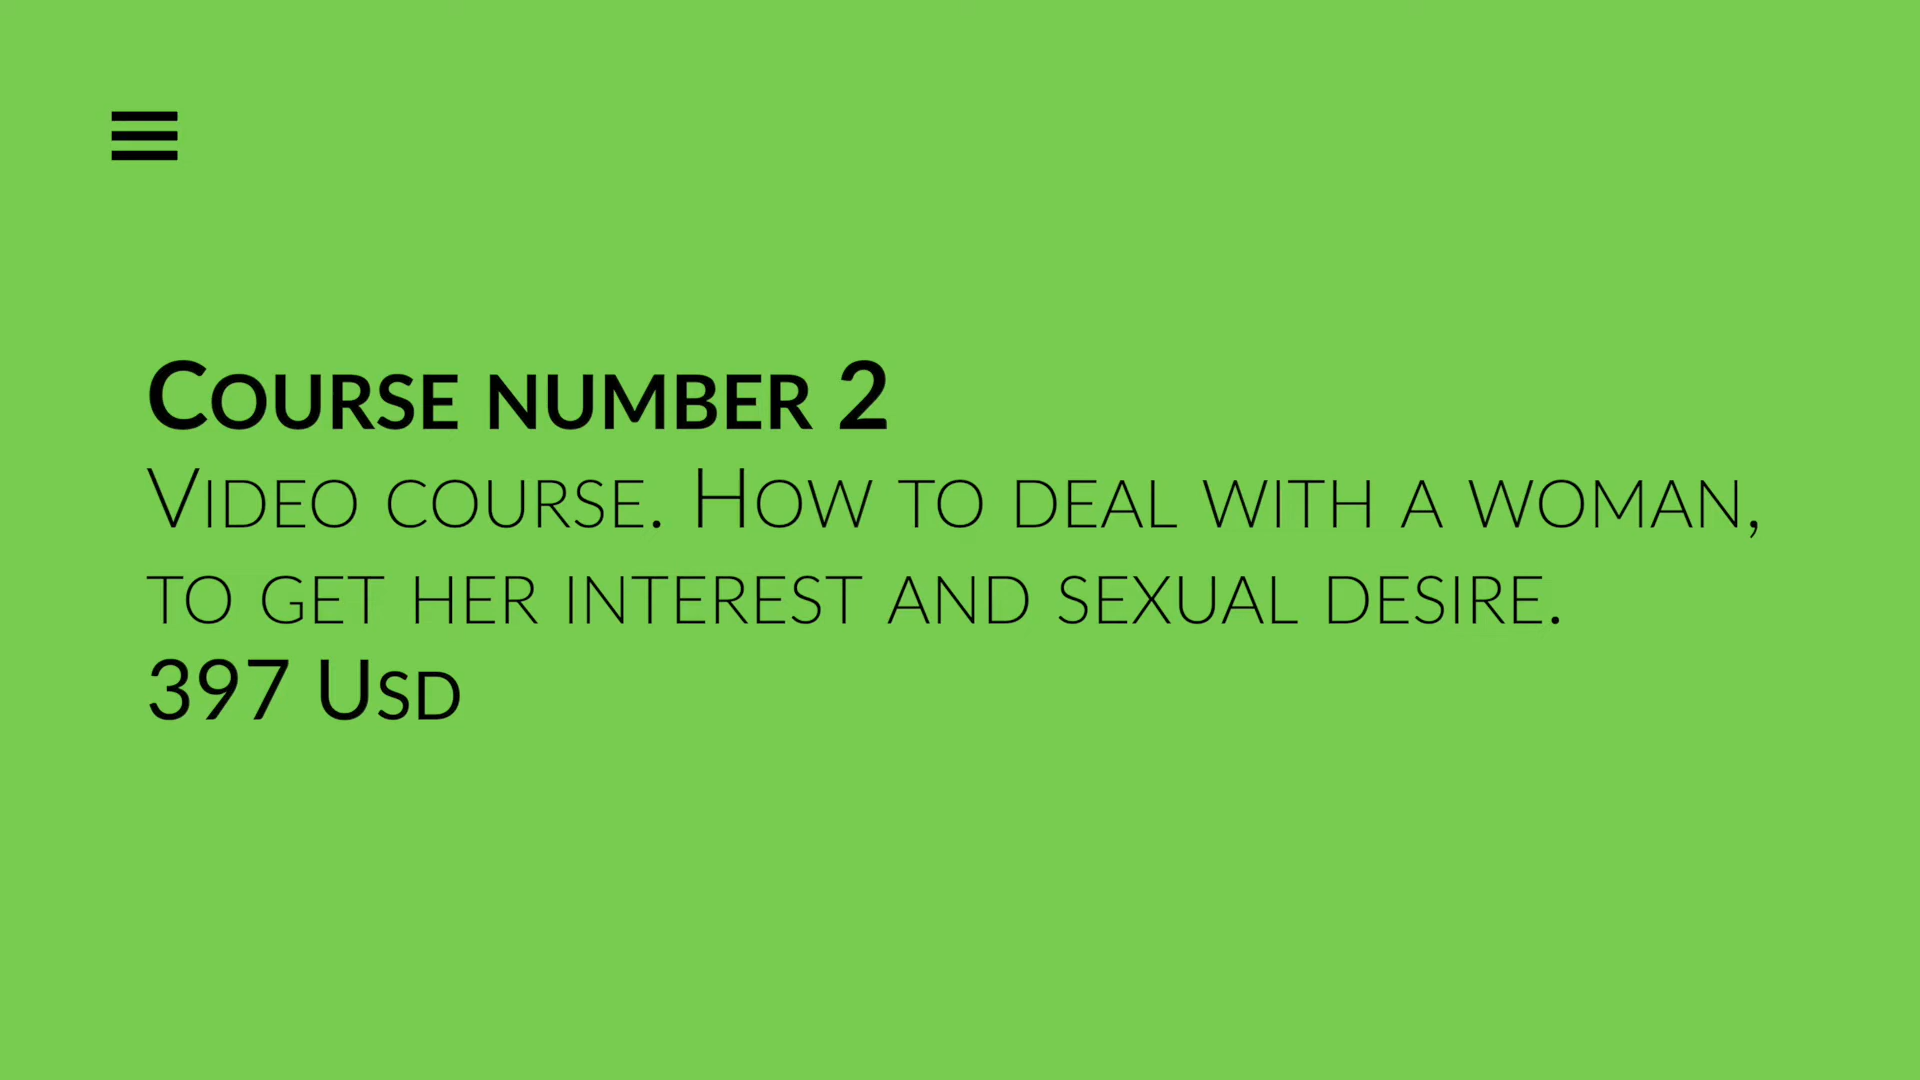 Course number 2
Video course. How to deal with a woman,
to get her interest and sexual desire.
397 Usd